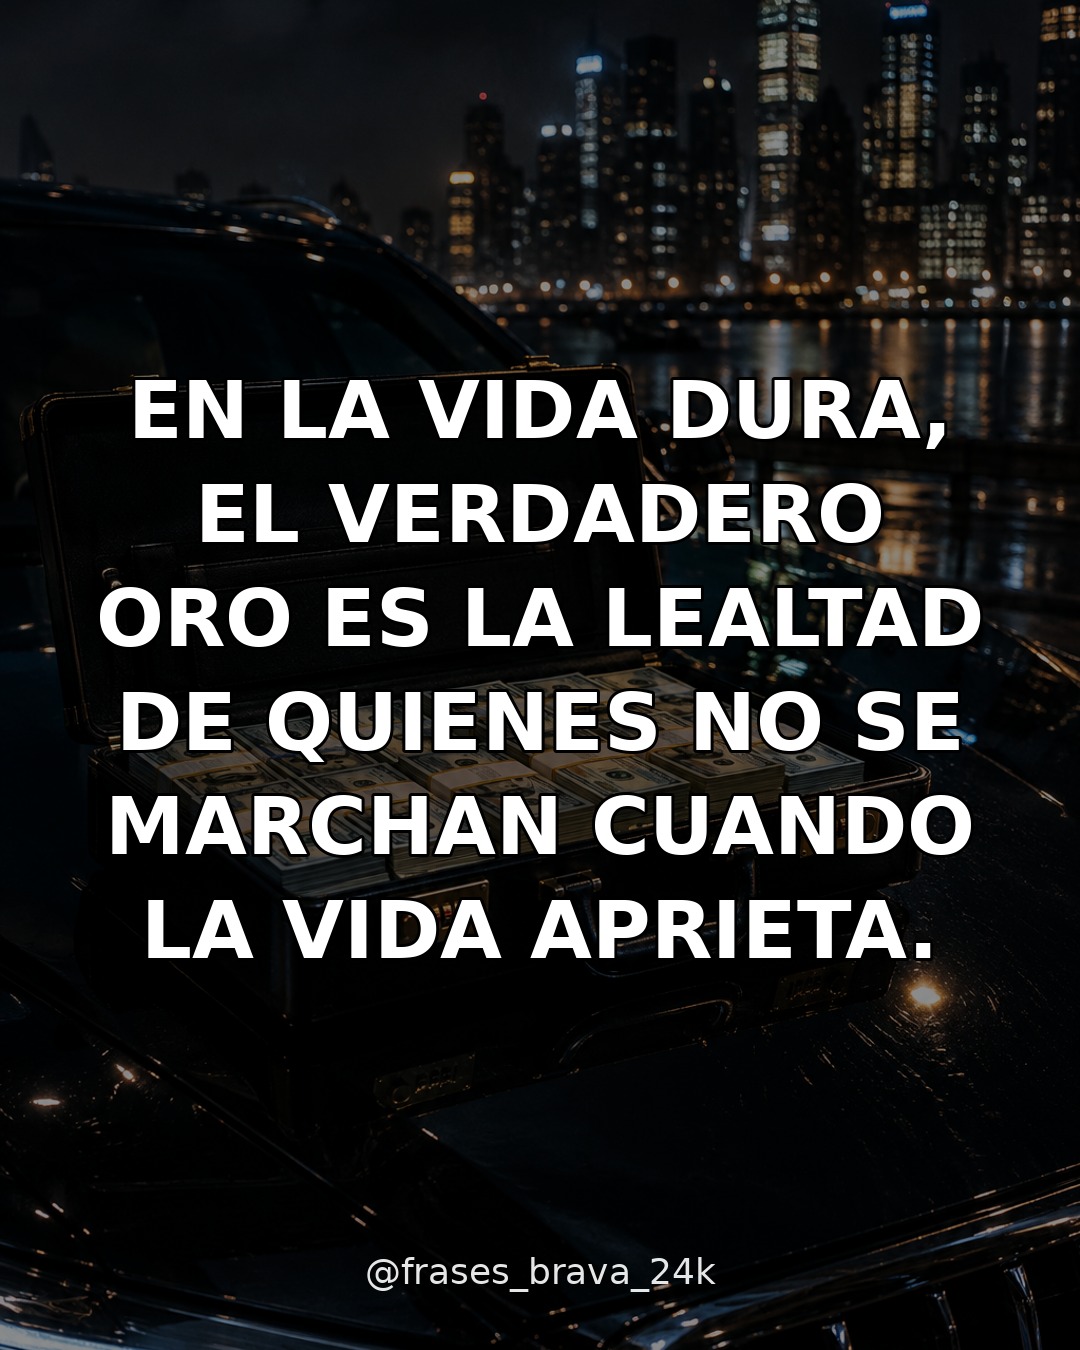 EN LA VIDA DURA,
EL VERDADERO
ORO ES LA LEALTAD
DE QUIENES NO SE
MARCHAN CUANDO
LA VIDA APRIETA.
@frases_brava_24k